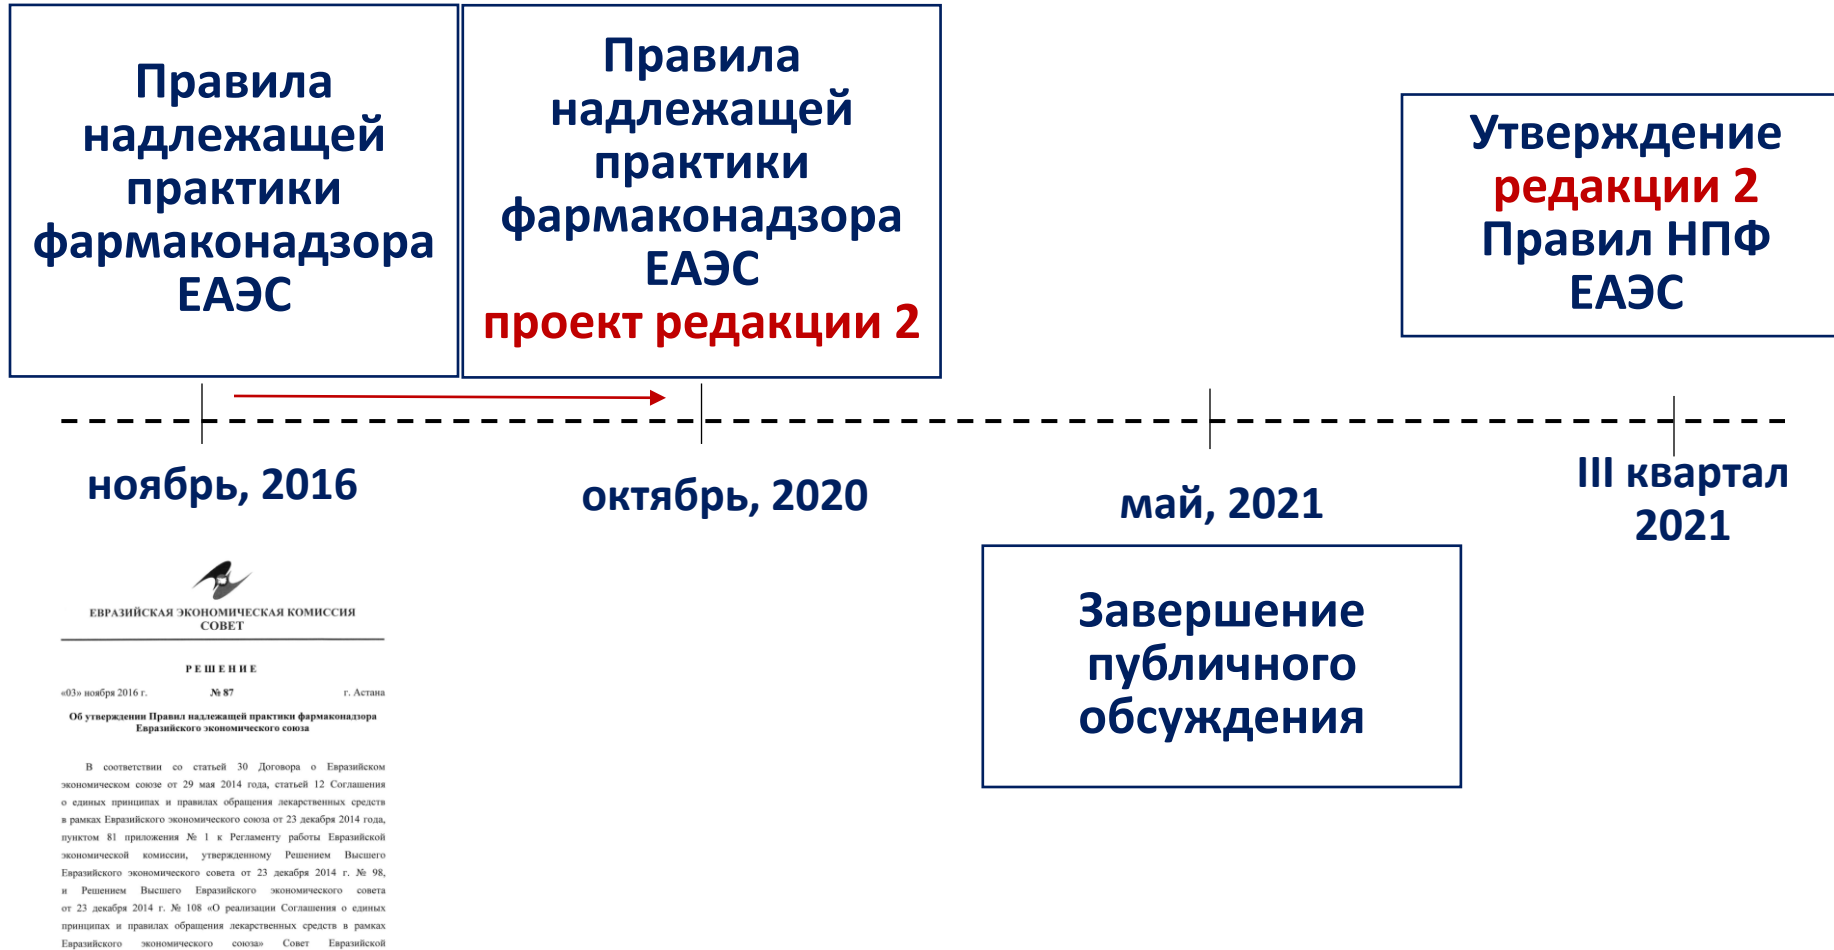 Правила
надлежащей
практики
фармаконадзора
ЕАЭС
Правила
надлежащей
практики
фармаконадзора
ЕАЭС
проект редакции 2
Утверждение
редакции 2
Правил НПФ
ЕАЭС
ноябрь, 2016
октябрь, 2020
май, 2021
III квартал
2021
Завершение
публичного
обсуждения
ЕВРАЗИЙСКАЯ ЭКОНОМИЧЕСКАЯ КОМИССИЯ
СОВЕТ
РЕШЕНИЕ
«03» ноября 2016 г. № 87 г. Астана
Об утверждении Правил надлежащей практики фармаконадзора
Евразийского экономического союза
В соответствии со статьей 30 Договора о Евразийском
экономическом союзе от 29 мая 2014 года, статьей 12 Соглашения
о единых принципах и правилах обращения лекарственных средств
в рамках Евразийского экономического союза от 23 декабря 2014 года,
пунктом 81 приложения № 1 к Регламенту работы Евразийской
экономической комиссии, утвержденному Решением Высшего
Евразийского экономического совета от 23 декабря 2014 г. № 98,
и Решением Высшего Евразийского экономического совета
от 23 декабря 2014 г. № 108 «О реализации Соглашения о единых
принципах и правилах обращения лекарственных средств в рамках
Евразийского экономического союза» Совет Евразийской